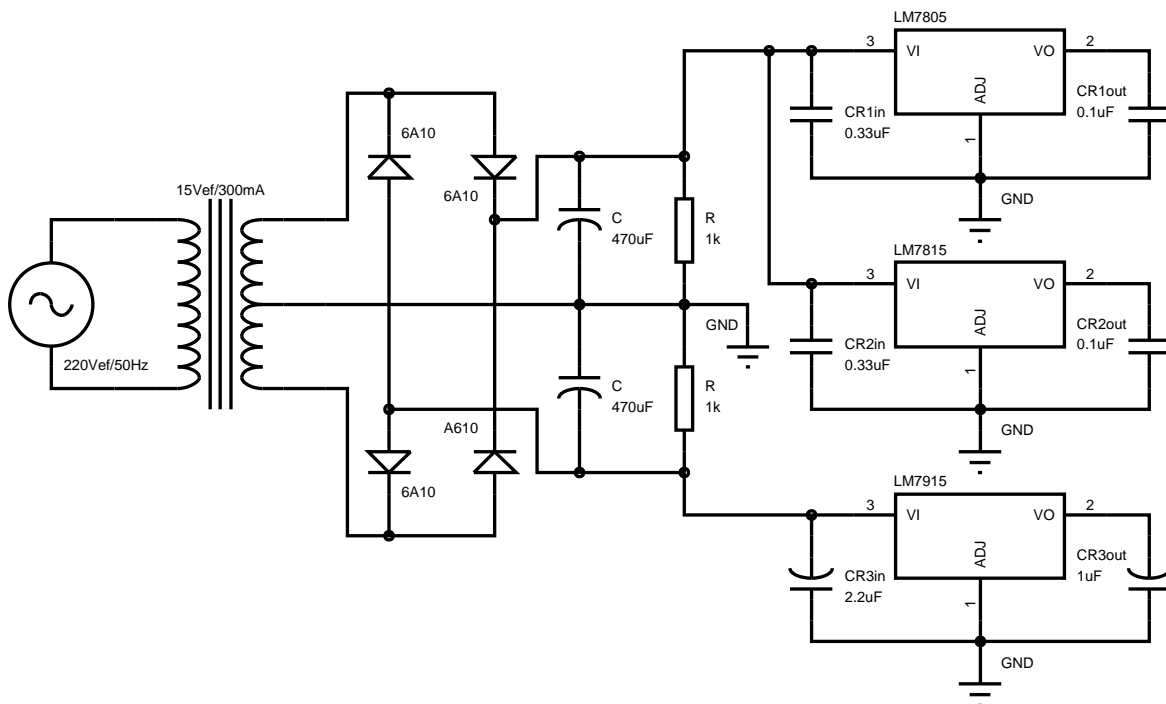 LM7805
3
VI
VO
2
ADJ
1
CR1in
0.33uF
CR1out
0.1uF
GND
6A10
6A10
15Vef/300mA
220Vef/50Hz
C
470uF
R
1k
GND
LM7815
3
VI
VO
2
ADJ
1
CR2in
0.33uF
CR2out
0.1uF
GND
C
470uF
R
1k
A610
6A10
LM7915
3
VI
VO
2
ADJ
1
CR3in
2.2uF
CR3out
1uF
GND